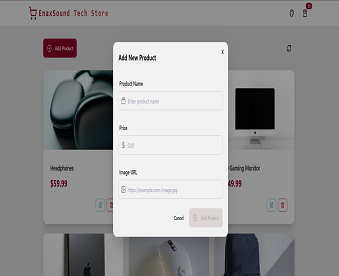 EnaxSound Tech Store
Add Product
Add New Product
x
Product Name
Enter product name
Price
$ 0.00
Image URL
https://example.com/image.jpg
Cancel
Add Product
Headphones
$59.99
Gaming Monitor
49.99